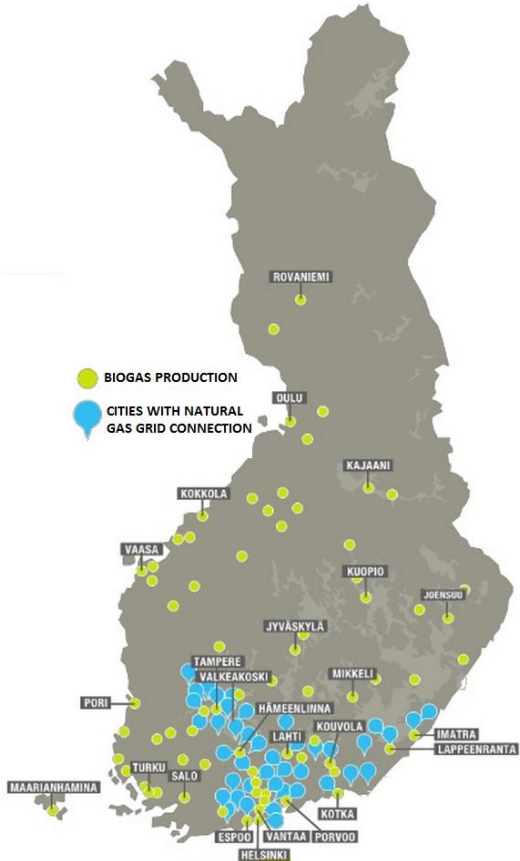 ROVANIEMI
BIOGAS PRODUCTION
CITIES WITH NATURAL
GAS GRID CONNECTION
OULU
KAJAANI
KOKKOLA
VAASA
KUOPIO
JOENSUU
JYVÄSKYLÄ
TAMPERE
VALKEAKOSKI
MIKKELI
PORI
HÄMEENLINNA
KOUVOLA
LAHTI
IMATRA
LAPPEENRANTA
TURKU
SALO
MAARIANHAMINA
KOTKA
ESPOO
VANTAA
PORVOO
HELSINKI